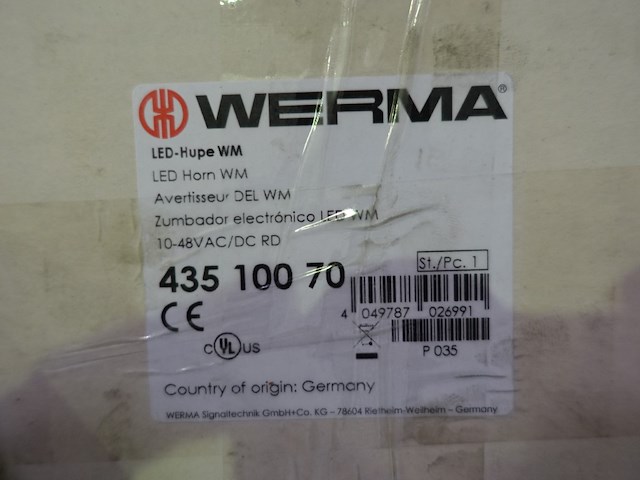 WERMA®
LED-Hupe WM
LED Horn WM
Avertisseur DEL WM
Zumbador electrónico LED WM
10-48VAC/DC RD
435 100 70
St./Pc. 1
4 049787 026991
CE
c UL US
P 035
Country of origin: Germany
WERMA Signaltechnik GmbH+Co. KG – 78604 Rietheim-Weilheim – Germany